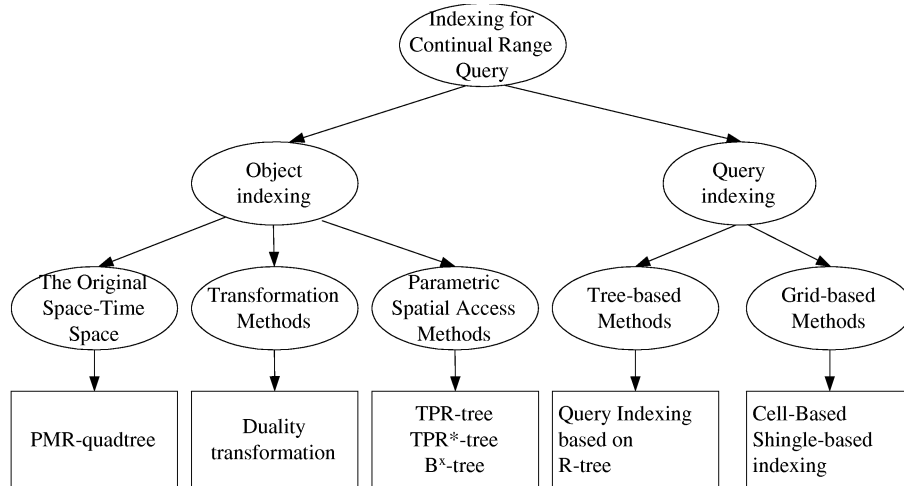 Indexing for
Continual Range
Query
Object
indexing
Query
indexing
The Original
Space-Time
Space
Transformation
Methods
Parametric
Spatial Access
Methods
Tree-based
Methods
Grid-based
Methods
PMR-quadtree
Duality
transformation
TPR-tree
TPR*-tree
Bˣ-tree
Query Indexing
based on
R-tree
Cell-Based
Shingle-based
indexing